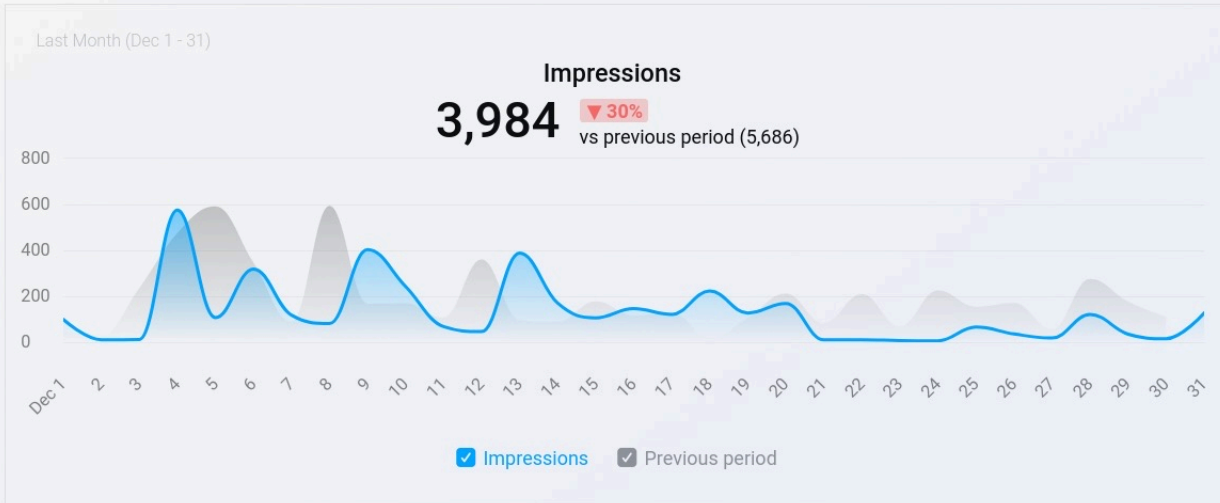 Last Month (Dec 1 - 31)
Impressions
3,984
▼ 30%
vs previous period (5,686)
800
600
400
200
0
Dec 1 2 3 4 5 6 7 8 9 10 11 12 13 14 15 16 17 18 19 20 21 22 23 24 25 26 27 28 29 30 31
Impressions Previous period